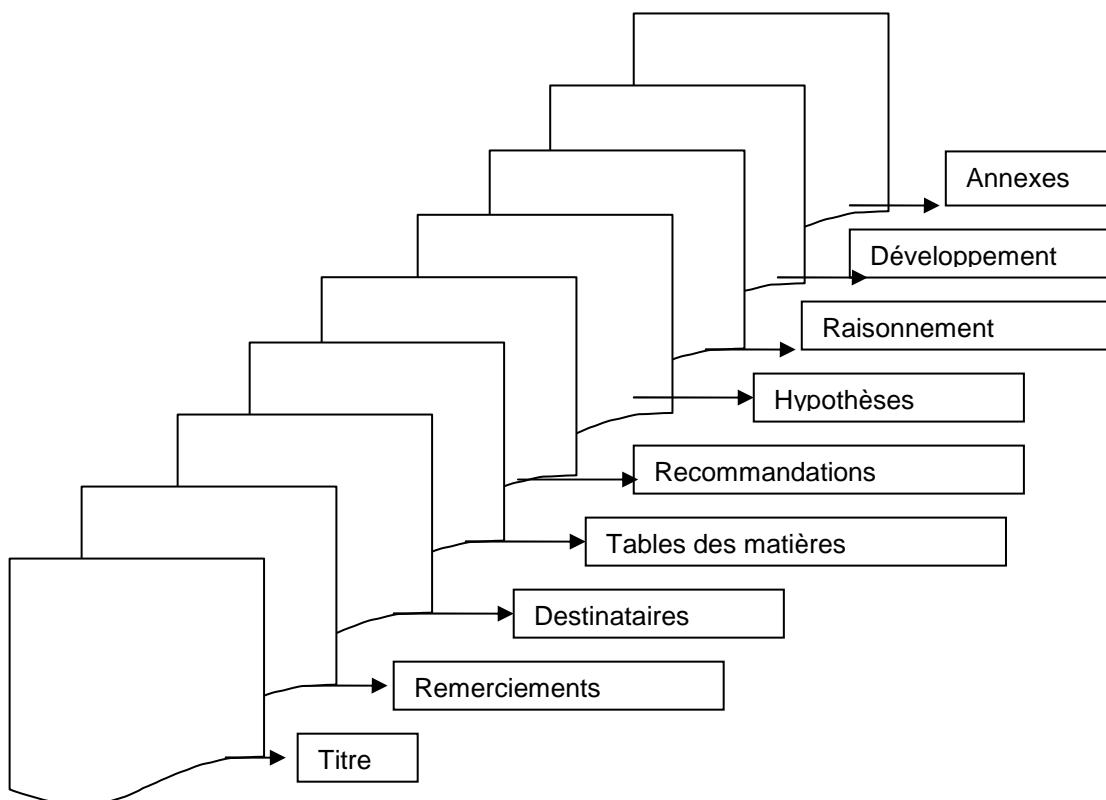 Annexes
Développement
Raisonnement
Hypothèses
Recommandations
Tables des matières
Destinataires
Remerciements
Titre